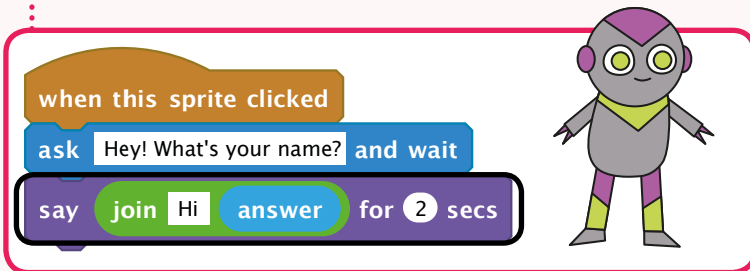 when this sprite clicked
ask Hey! What's your name? and wait
say join Hi answer for 2 secs